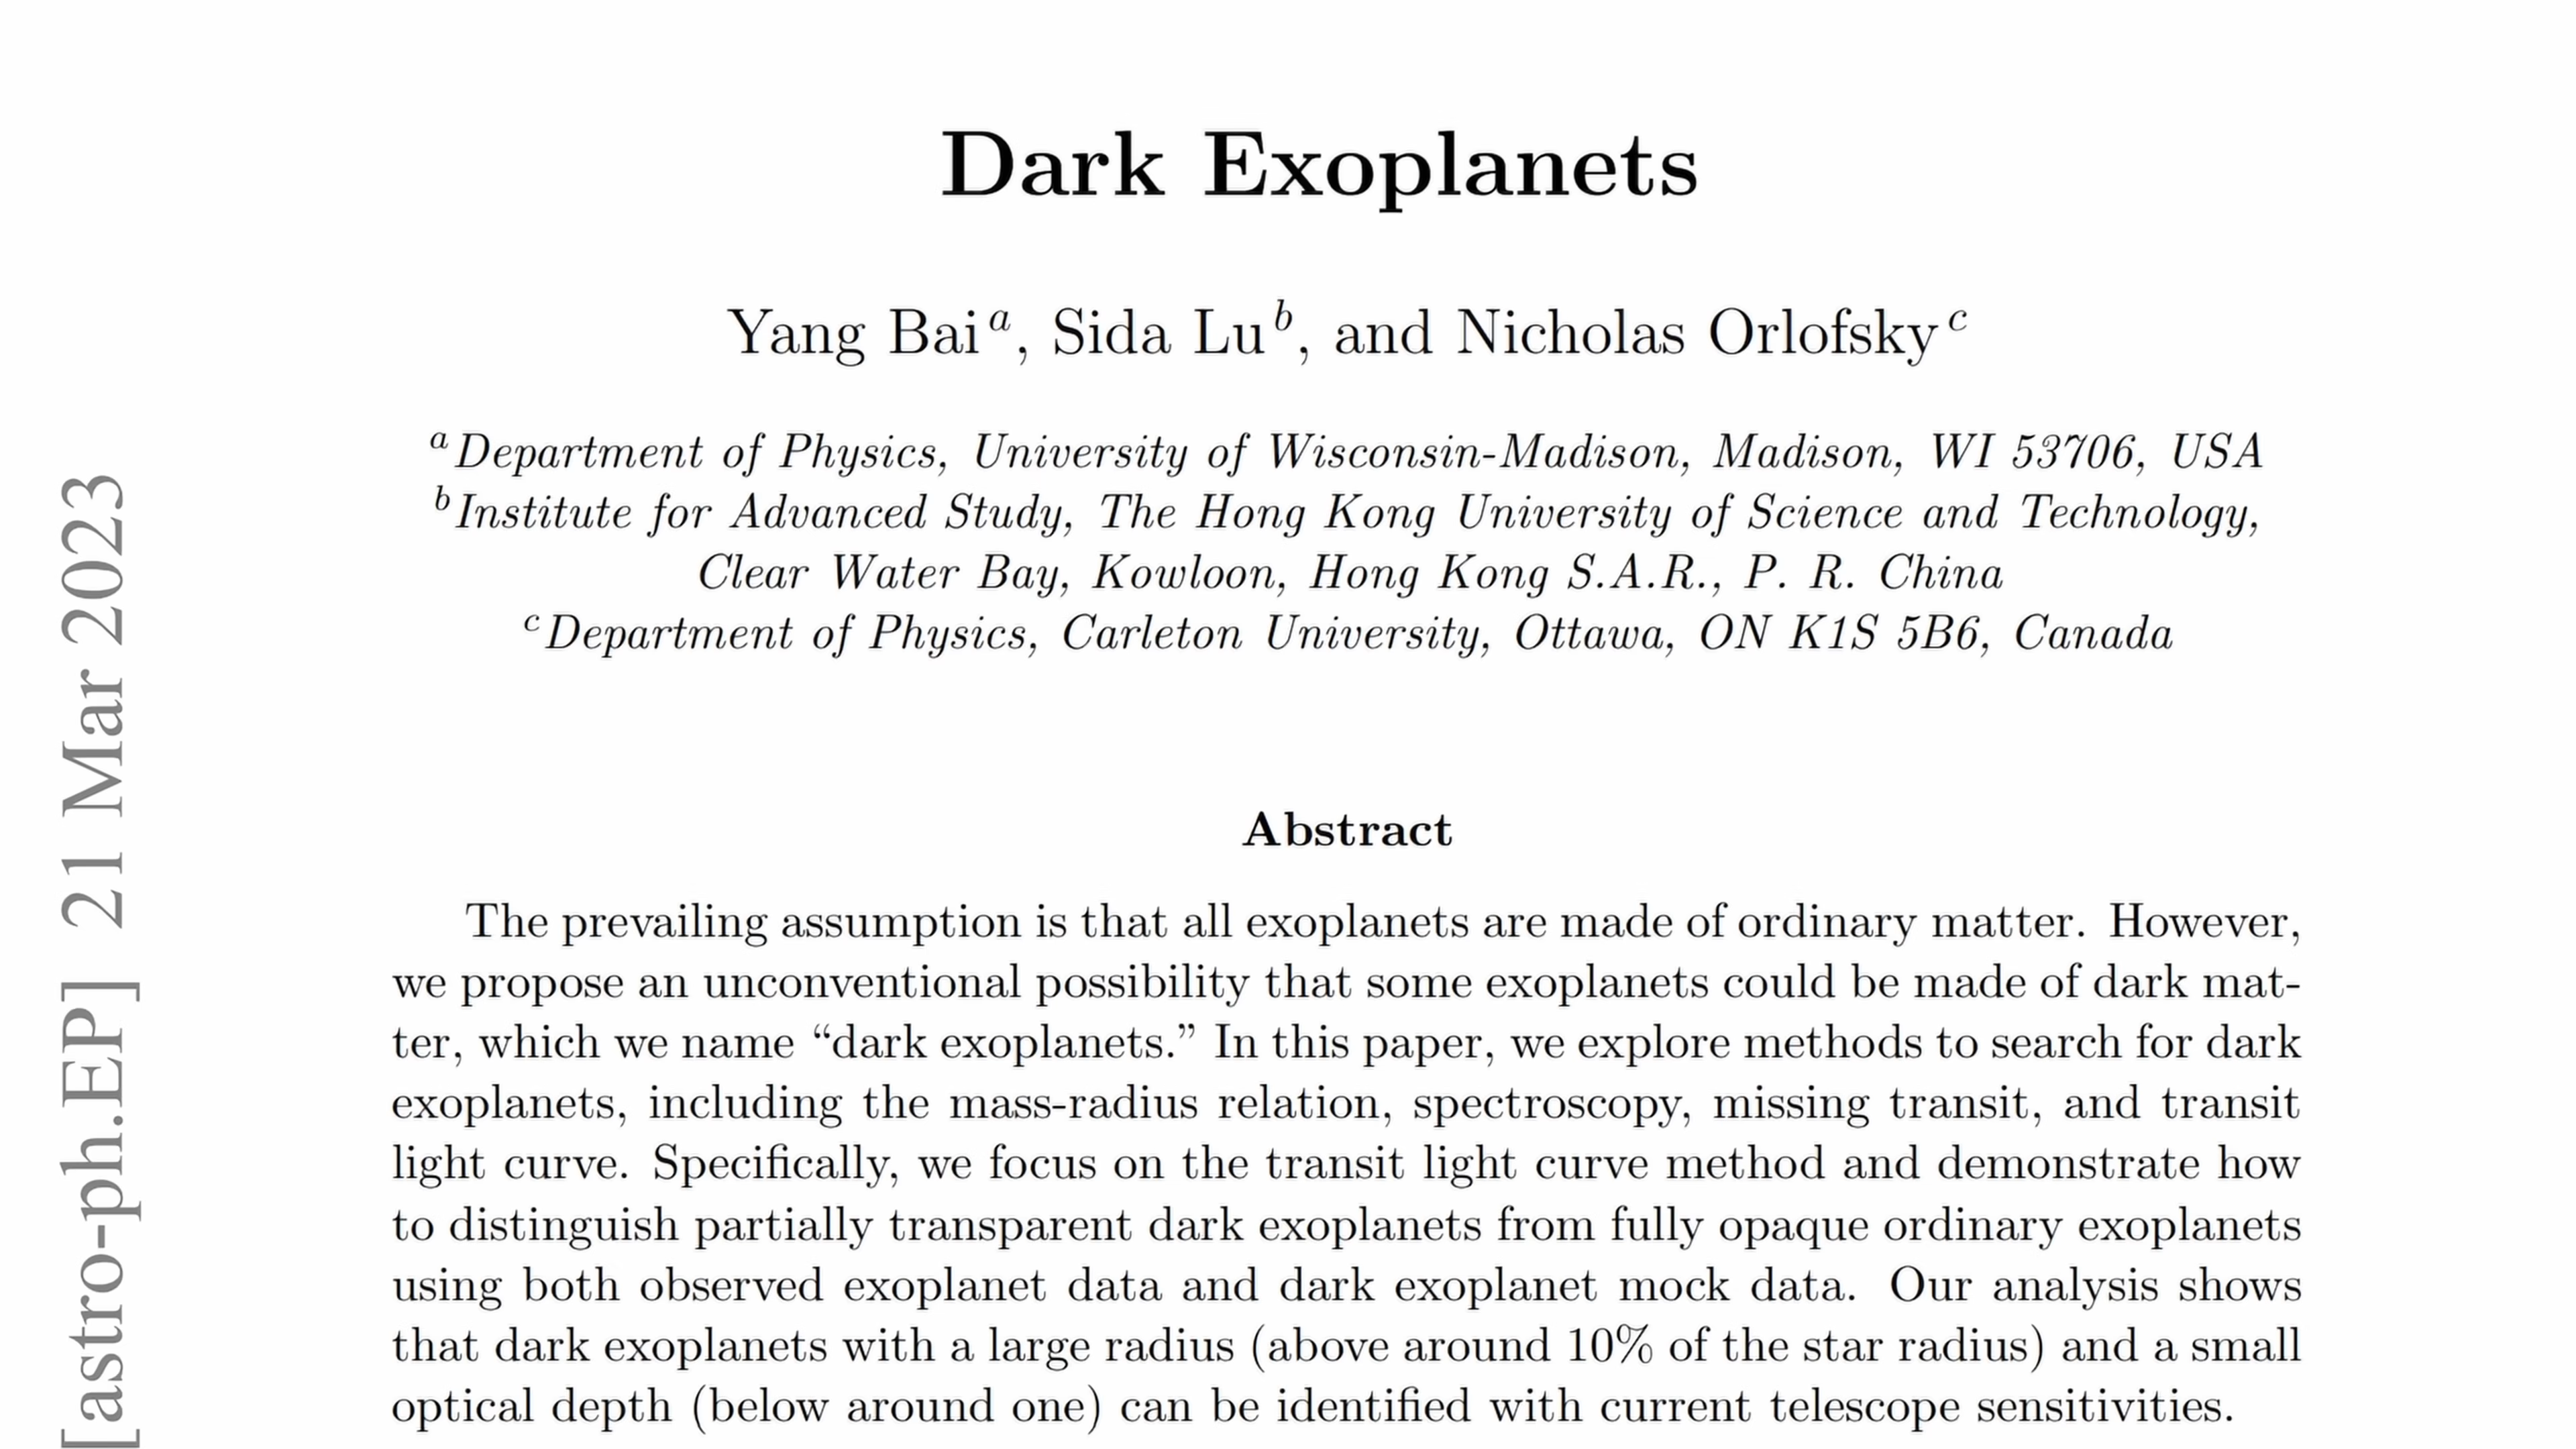 Dark Exoplanets
Yang Bai a, Sida Lu b, and Nicholas Orlofsky c
a Department of Physics, University of Wisconsin-Madison, Madison, WI 53706, USA
b Institute for Advanced Study, The Hong Kong University of Science and Technology,
Clear Water Bay, Kowloon, Hong Kong S.A.R., P. R. China
c Department of Physics, Carleton University, Ottawa, ON K1S 5B6, Canada
Abstract
The prevailing assumption is that all exoplanets are made of ordinary matter. However,
we propose an unconventional possibility that some exoplanets could be made of dark mat-
ter, which we name “dark exoplanets.” In this paper, we explore methods to search for dark
exoplanets, including the mass-radius relation, spectroscopy, missing transit, and transit
light curve. Specifically, we focus on the transit light curve method and demonstrate how
to distinguish partially transparent dark exoplanets from fully opaque ordinary exoplanets
using both observed exoplanet data and dark exoplanet mock data. Our analysis shows
that dark exoplanets with a large radius (above around 10% of the star radius) and a small
optical depth (below around one) can be identified with current telescope sensitivities.
[astro-ph.EP] 21 Mar 2023